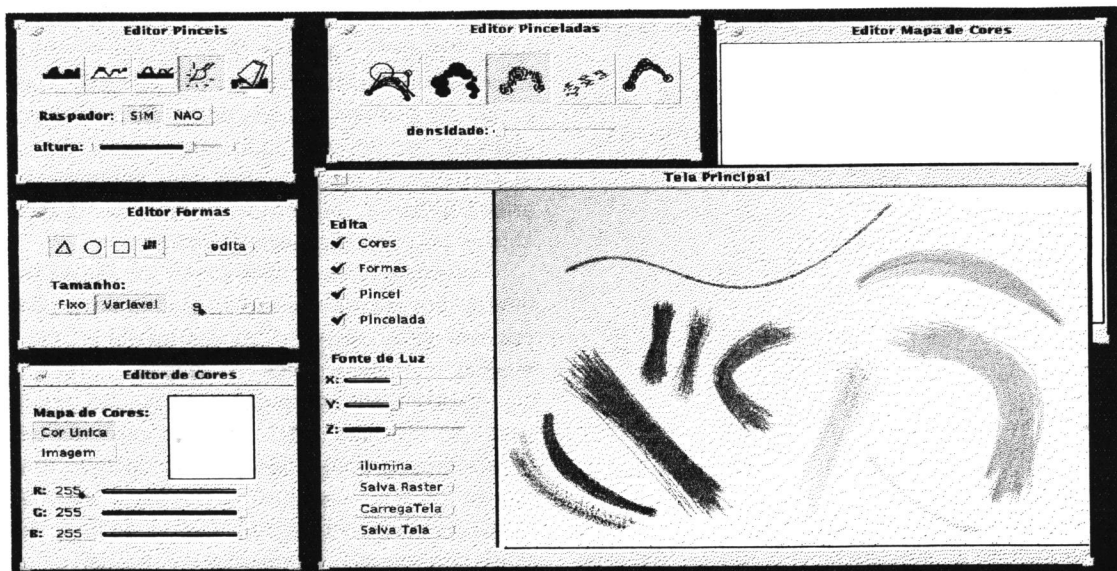 Editor Pinceis
Raspador: SIM NAO
altura:
Editor Pinceladas
densidade:
Editor Mapa de Cores
Editor Formas
edita
Tamanho:
Fixo Variavel 9
Editor de Cores
Mapa de Cores:
Cor Unica
Imagem
R: 255
G: 255
B: 255
Tela Principal
Edita
Cores
Formas
Pincel
Pincelada
Fonte de Luz
X:
Y:
Z:
ilumina
Salva Raster
CarregaTela
Salva Tela